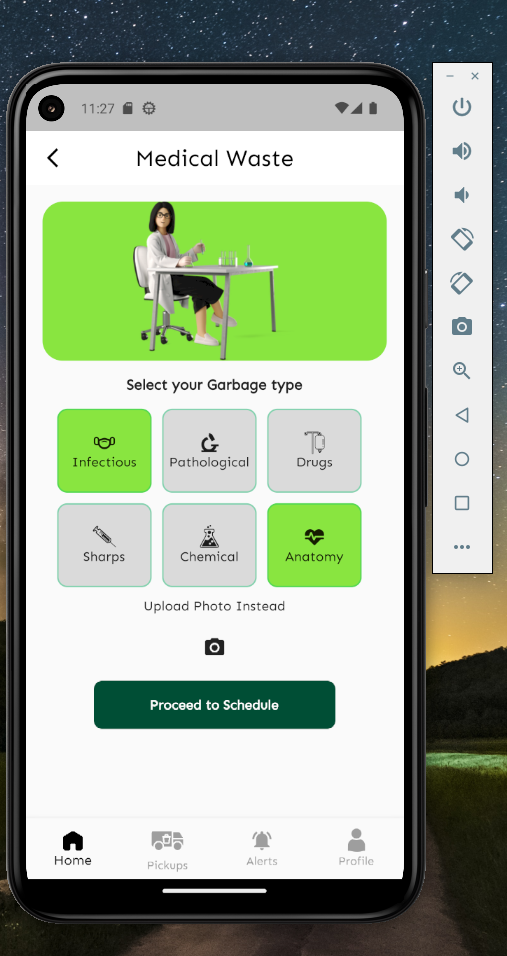 11:27
Medical Waste
Select your Garbage type
Infectious
Pathological
Drugs
Sharps
Chemical
Anatomy
Upload Photo Instead
Proceed to Schedule
Home
Pickups
Alerts
Profile